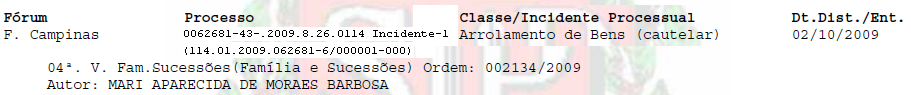 Fórum Processo Classe/Incidente Processual Dt.Dist./Ent.
F. Campinas 0062681-43-.2009.8.26.0114 Incidente-1 Arrolamento de Bens (cautelar) 02/10/2009
(114.01.2009.062681-6/000001-000)
04ª. V. Fam.Sucessões(Família e Sucessões) Ordem: 002134/2009
Autor: MARI APARECIDA DE MORAES BARBOSA